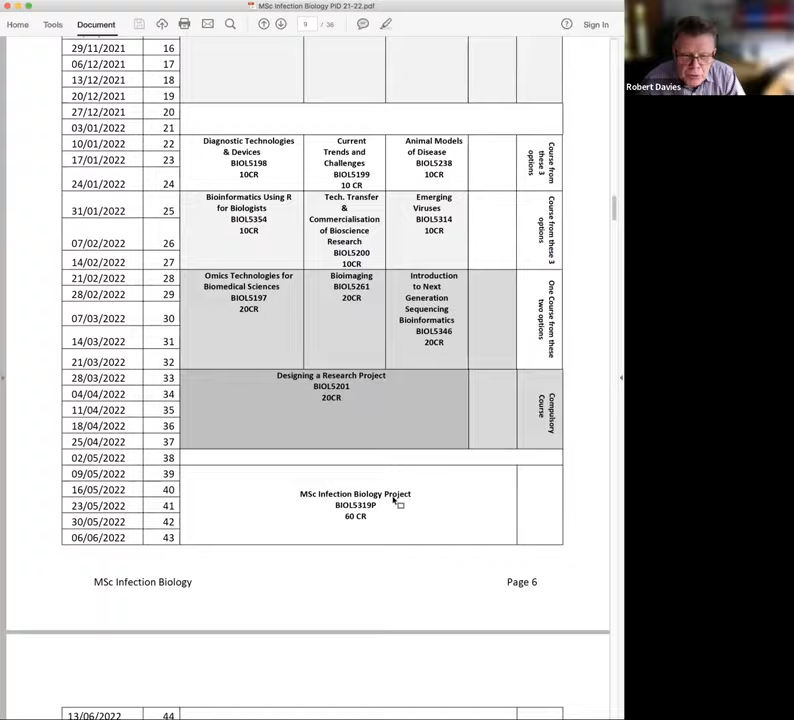 MSc Infection Biology PID 21-22.pdf
Home Tools Document 9 / 36 Sign In
Robert Davies
29/11/2021 16
06/12/2021 17
13/12/2021 18
20/12/2021 19
27/12/2021 20
03/01/2022 21
10/01/2022 22
17/01/2022 23
24/01/2022 24
Diagnostic Technologies
& Devices
BIOL5198
10CR
Current
Trends and
Challenges
BIOL5199
10 CR
Animal Models
of Disease
BIOL5238
10CR
Course from
these 3
options
31/01/2022 25
07/02/2022 26
14/02/2022 27
Bioinformatics Using R
for Biologists
BIOL5354
10CR
Tech. Transfer
&
Commercialisation
of Bioscience
Research
BIOL5200
10CR
Emerging
Viruses
BIOL5314
10CR
Course from these 3
options
21/02/2022 28
28/02/2022 29
07/03/2022 30
14/03/2022 31
21/03/2022 32
Omics Technologies for
Biomedical Sciences
BIOL5197
20CR
Bioimaging
BIOL5261
20CR
Introduction
to Next
Generation
Sequencing
Bioinformatics
BIOL5346
20CR
One Course from these
two options
28/03/2022 33
04/04/2022 34
11/04/2022 35
18/04/2022 36
25/04/2022 37
Designing a Research Project
BIOL5201
20CR
Compulsory
Course
02/05/2022 38
09/05/2022 39
16/05/2022 40
23/05/2022 41
30/05/2022 42
06/06/2022 43
MSc Infection Biology Project
BIOL5319P
60 CR
MSc Infection Biology Page 6
13/06/2022 44